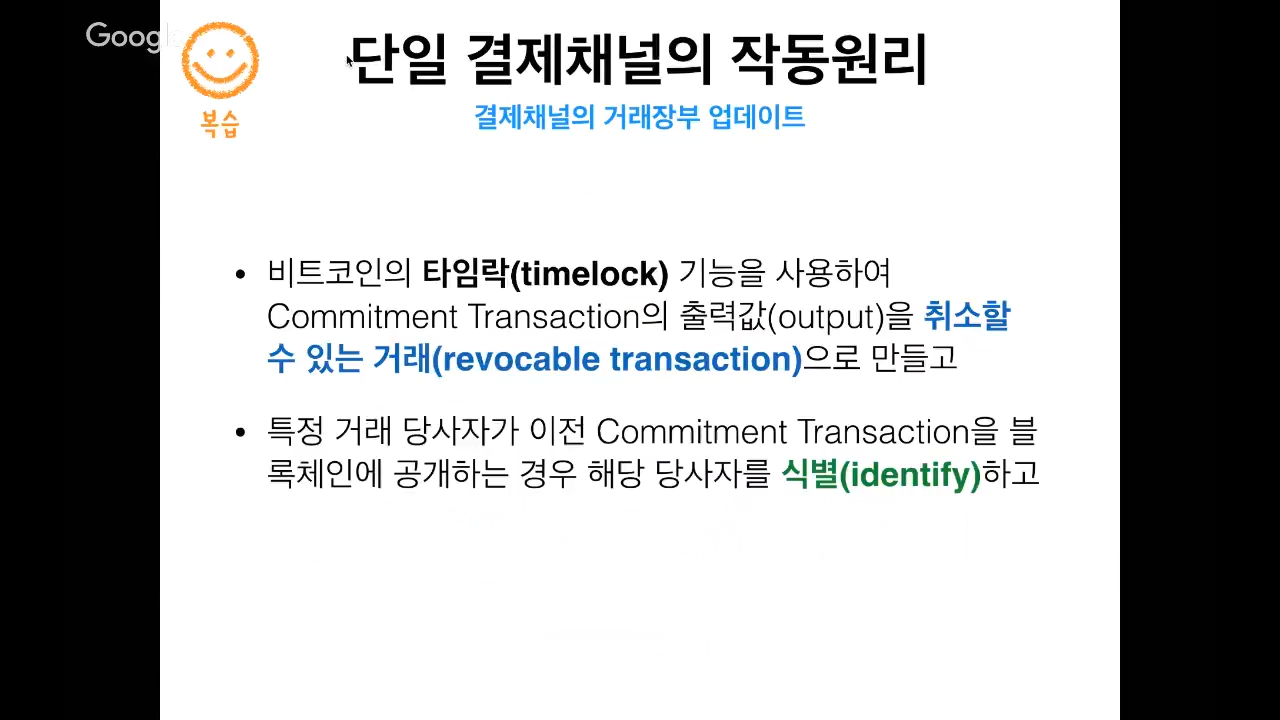 Google
단일 결제채널의 작동원리
복습
결제채널의 거래장부 업데이트
• 비트코인의 타임락(timelock) 기능을 사용하여
Commitment Transaction의 출력값(output)을 취소할
수 있는 거래(revocable transaction)으로 만들고
• 특정 거래 당사자가 이전 Commitment Transaction을 블
록체인에 공개하는 경우 해당 당사자를 식별(identify)하고